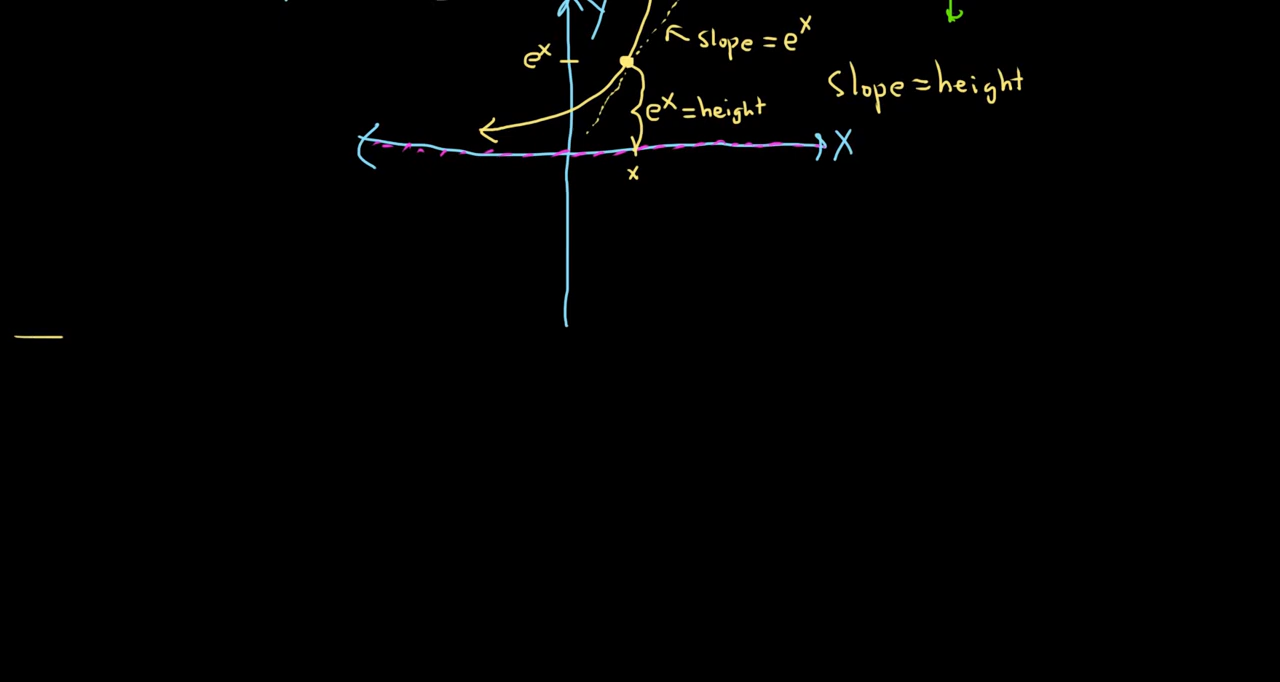 y
slope = e^x
e^x
slope = height
e^x = height
x
x